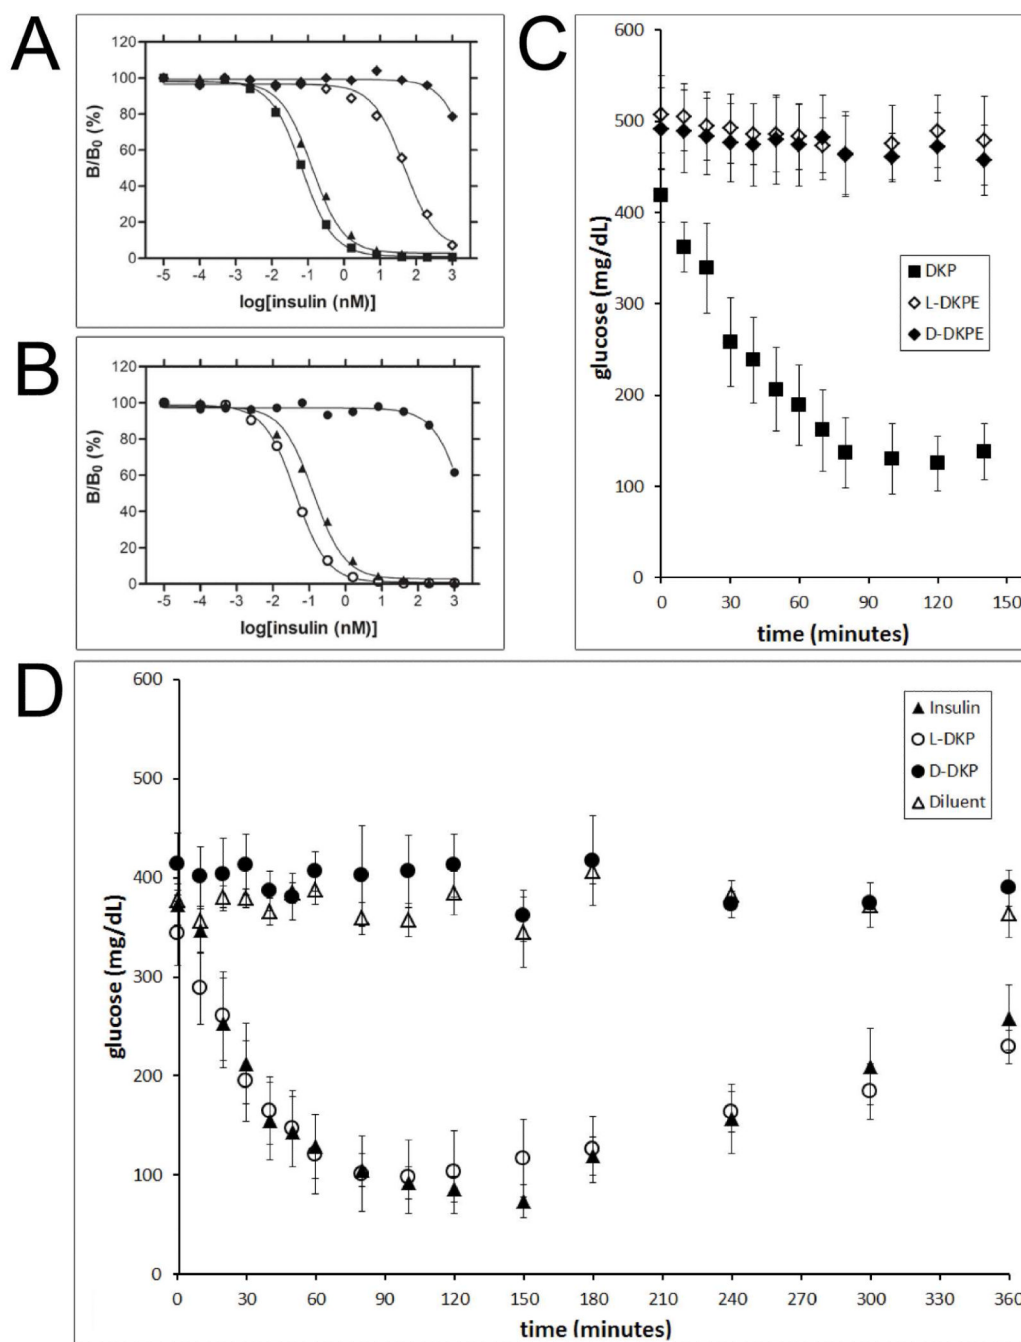 A
120
100
80
60
40
20
0
B/B0 (%)
-5 -4 -3 -2 -1 0 1 2 3
log[insulin (nM)]
B
120
100
80
60
40
20
0
B/B0 (%)
-5 -4 -3 -2 -1 0 1 2 3
log[insulin (nM)]
C
600
500
400
300
200
100
0
glucose (mg/dL)
DKP
L-DKPE
D-DKPE
0 30 60 90 120 150
time (minutes)
D
600
500
400
300
200
100
0
glucose (mg/dL)
Insulin
L-DKP
D-DKP
Diluent
0 30 60 90 120 150 180 210 240 270 300 330 360
time (minutes)